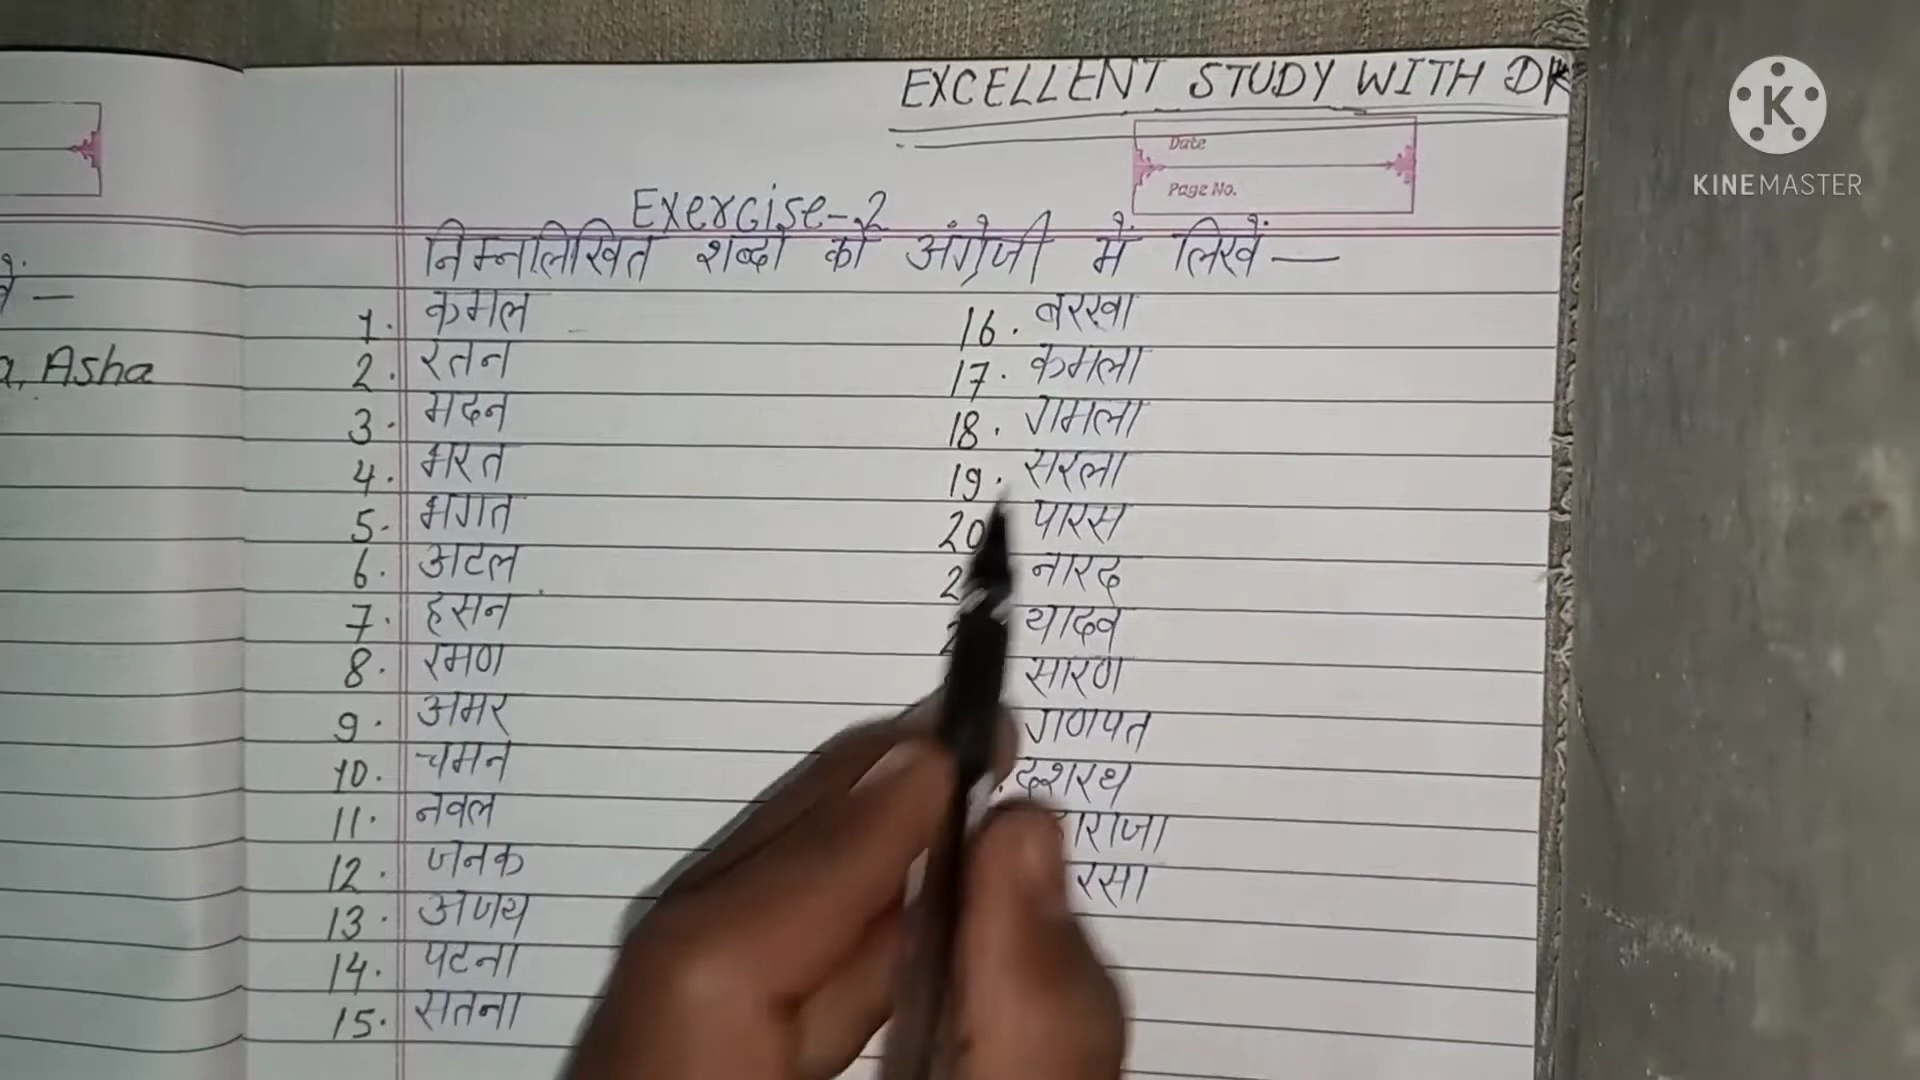 EXCELLENT STUDY WITH DK
KINEMASTER
Date
Page No.
Exercise-2
निम्नलिखित शब्दों को अंग्रेजी में लिखें —
Asha
1. कमल
2. रतन
3. मदन
4. भरत
5. भगत
6. अटल
7. हसन
8. रमण
9. अमर
10. चमन
11. नवल
12. जनक
13. अजय
14. पटना
15. सतना
16. बरखा
17. कमला
18. गमला
19. सरला
20 पारस
नारद
यादव
सारण
गणपत
दशरथ